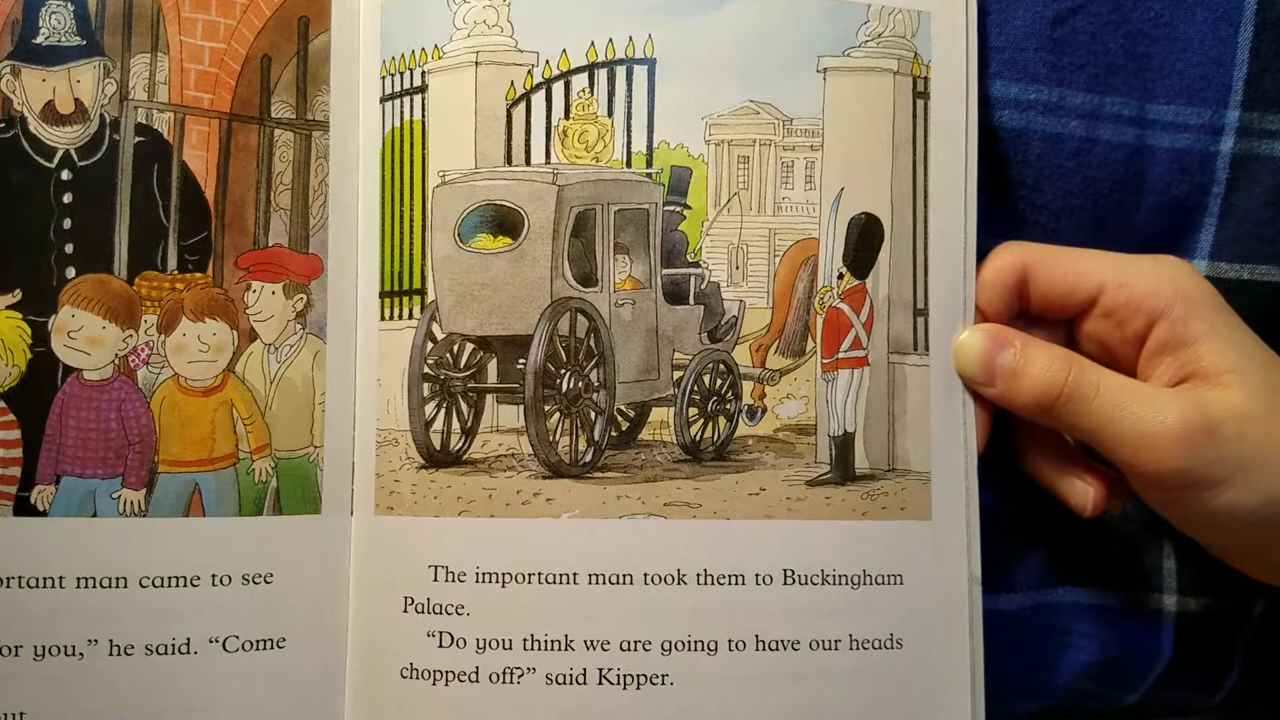 ortant man came to see
or you,” he said. “Come
ut
The important man took them to Buckingham
Palace.
“Do you think we are going to have our heads
chopped off?” said Kipper.